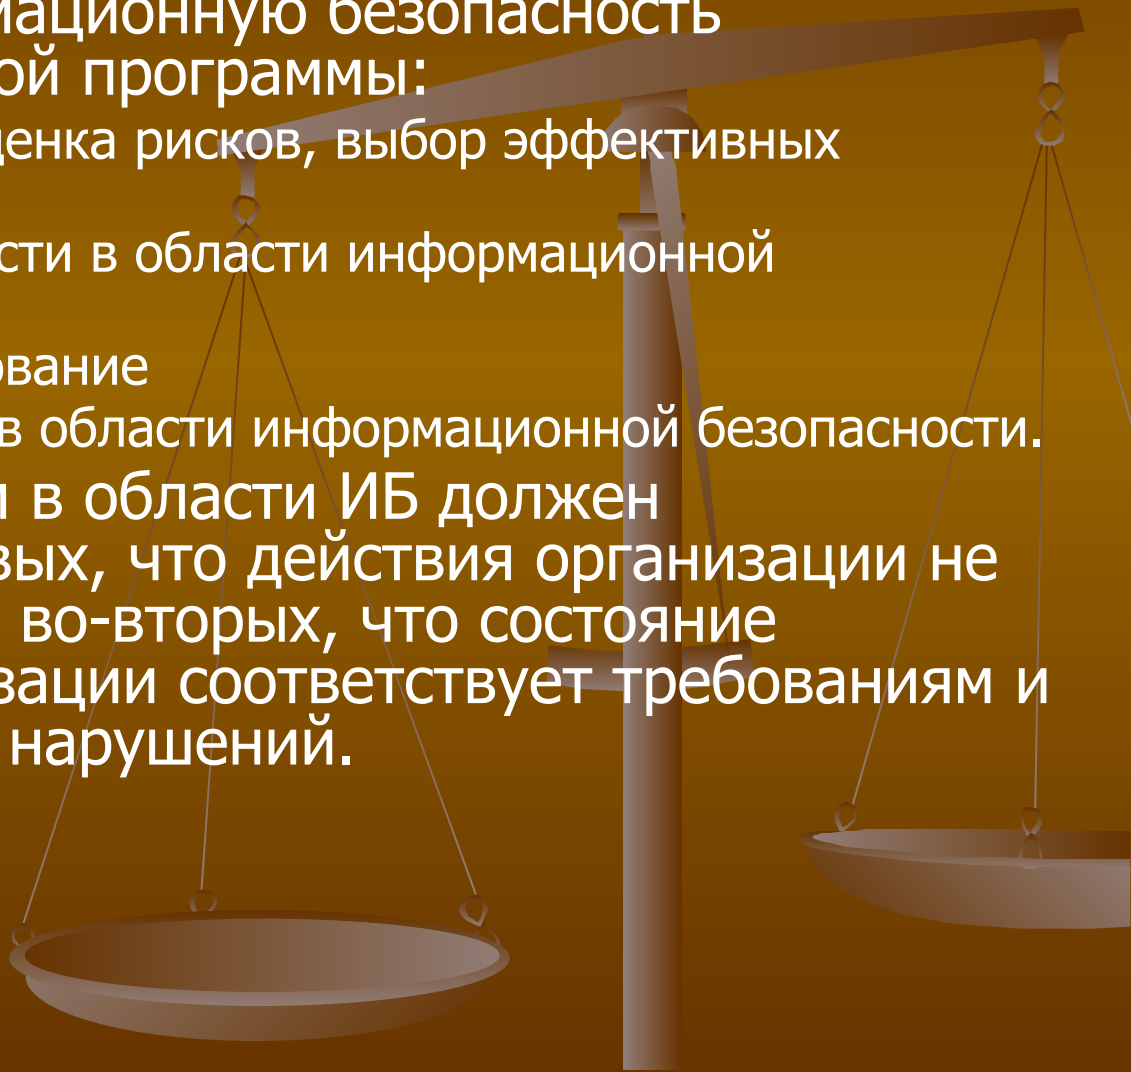 мационную безопасность
ой программы:
ценка рисков, выбор эффективных
сти в области информационной
ование
в области информационной безопасности.
и в области ИБ должен
вых, что действия организации не
во-вторых, что состояние
зации соответствует требованиям и
нарушений.